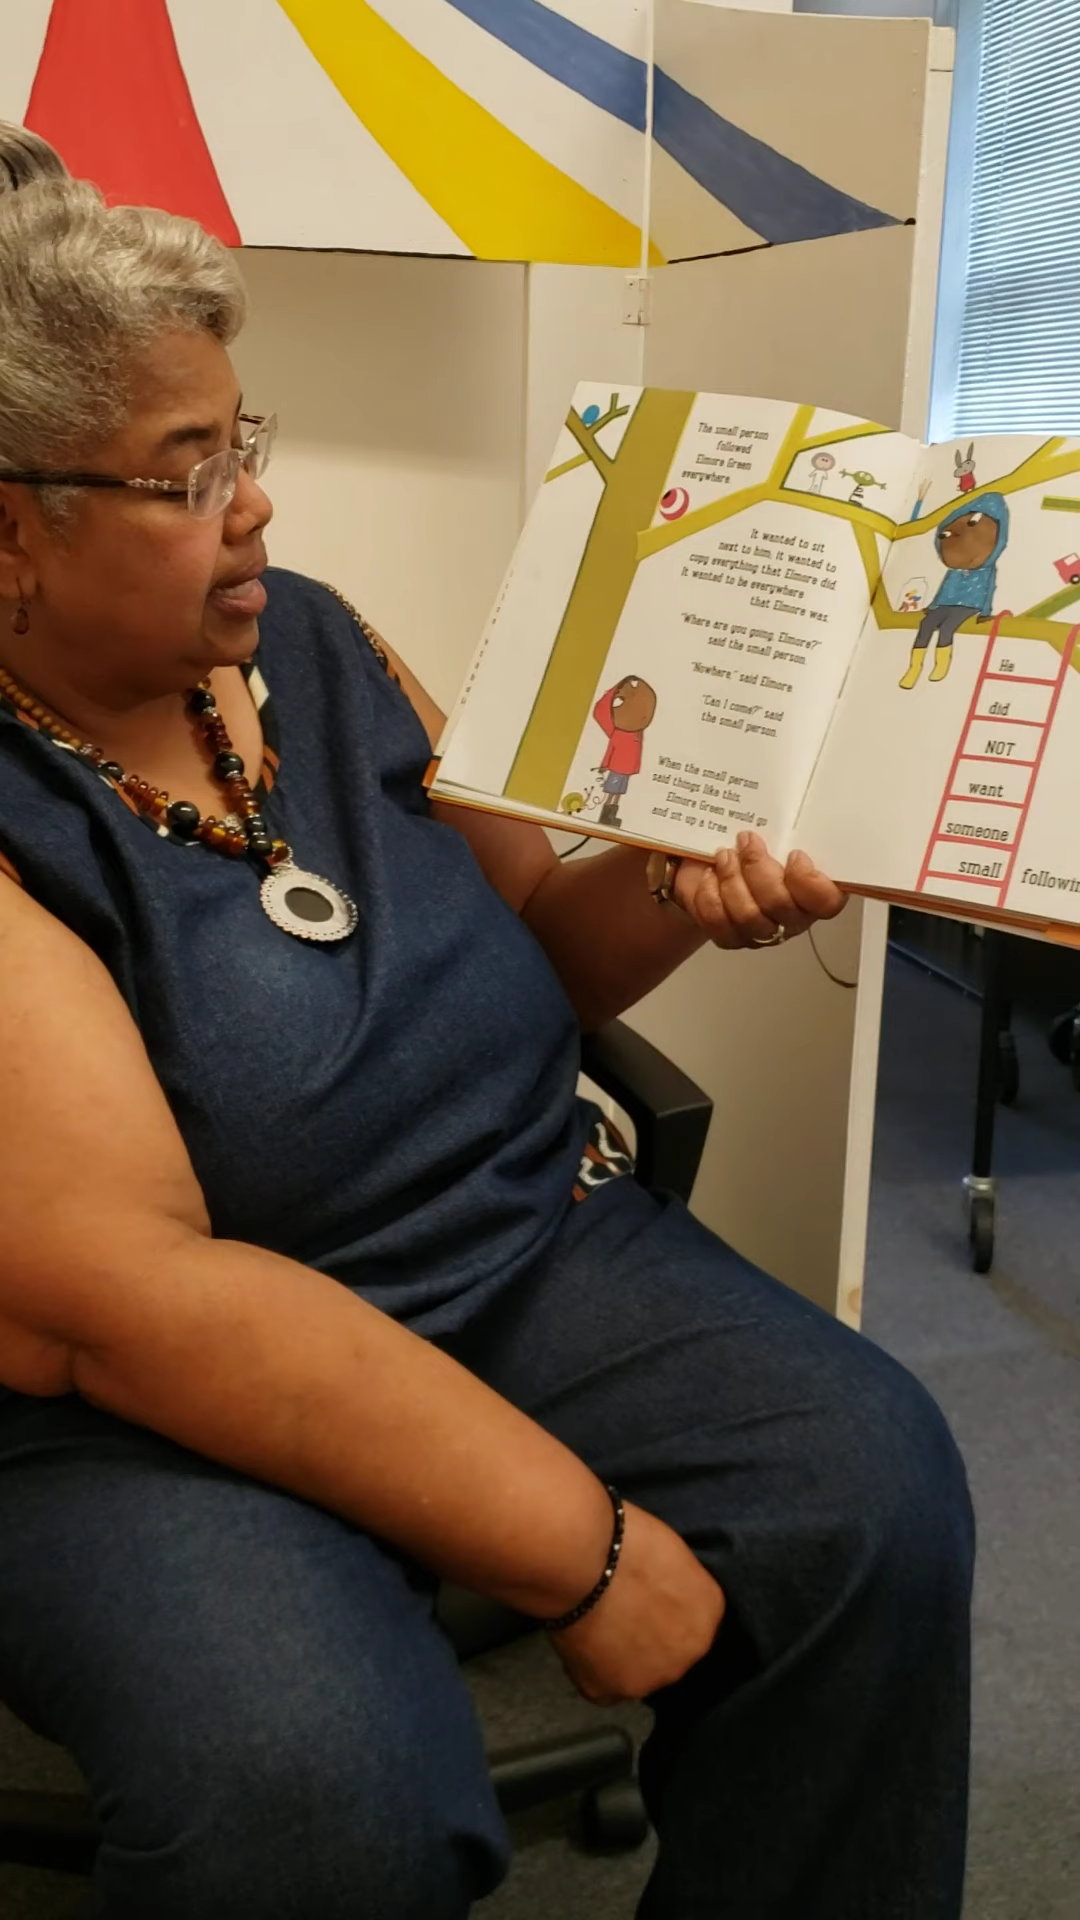 The small person
followed
Elmore Green
everywhere.
It wanted to sit
next to him; it wanted to
copy everything that Elmore did.
It wanted to be everywhere
that Elmore was.
"Where are you going, Elmore?"
said the small person.
"Nowhere," said Elmore.
"Can I come?" said
the small person.
When the small person
said things like this,
Elmore Green would go
and sit up a tree.
He
did
NOT
want
someone
small followin